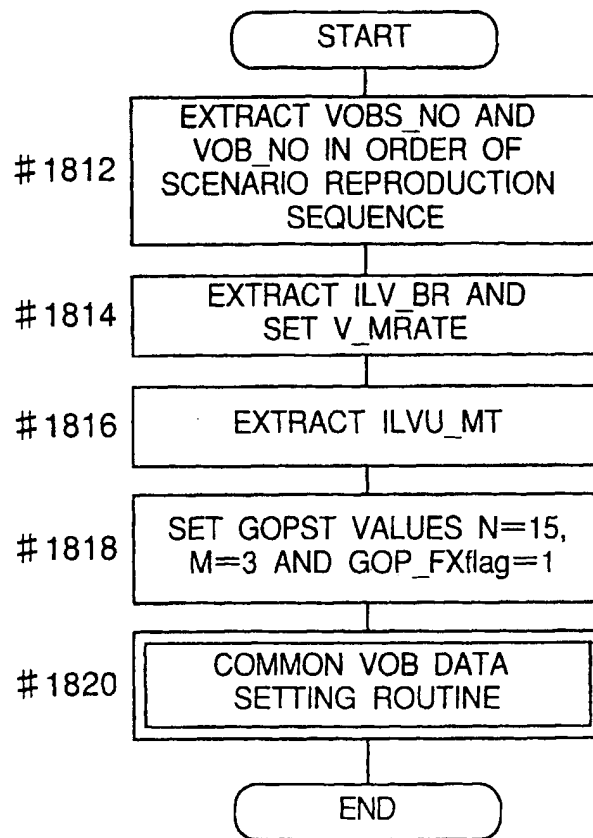 START
#1812
EXTRACT VOBS_NO AND
VOB_NO IN ORDER OF
SCENARIO REPRODUCTION
SEQUENCE
#1814
EXTRACT ILV_BR AND
SET V_MRATE
#1816
EXTRACT ILVU_MT
#1818
SET GOPST VALUES N=15,
M=3 AND GOP_FXflag=1
#1820
COMMON VOB DATA
SETTING ROUTINE
END